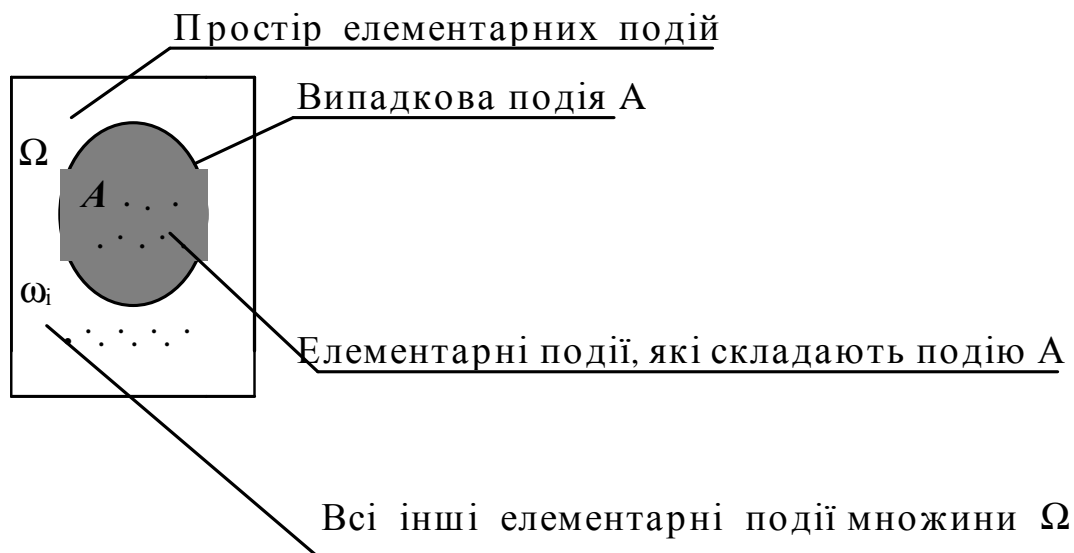 Простір елементарних подій
Випадкова подія А
Ω
A
ωi
Елементарні події, які складають подію А
Всі інші елементарні події множини Ω